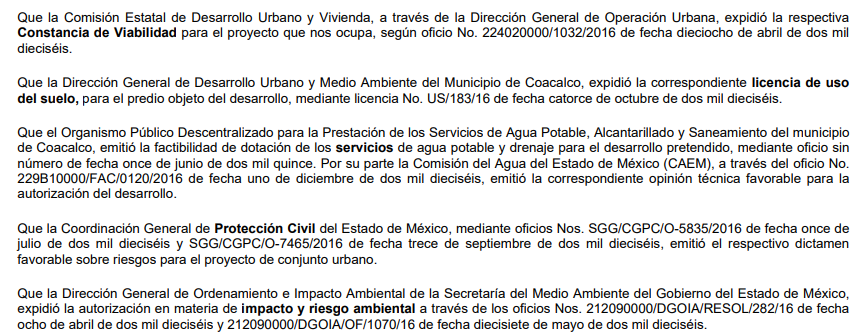 Que la Comisión Estatal de Desarrollo Urbano y Vivienda, a través de la Dirección General de Operación Urbana, expidió la respectiva
Constancia de Viabilidad para el proyecto que nos ocupa, según oficio No. 224020000/1032/2016 de fecha dieciocho de abril de dos mil
dieciséis.
Que la Dirección General de Desarrollo Urbano y Medio Ambiente del Municipio de Coacalco, expidió la correspondiente licencia de uso
del suelo, para el predio objeto del desarrollo, mediante licencia No. US/183/16 de fecha catorce de octubre de dos mil dieciséis.
Que el Organismo Público Descentralizado para la Prestación de los Servicios de Agua Potable, Alcantarillado y Saneamiento del municipio
de Coacalco, emitió la factibilidad de dotación de los servicios de agua potable y drenaje para el desarrollo pretendido, mediante oficio sin
número de fecha once de junio de dos mil quince. Por su parte la Comisión del Agua del Estado de México (CAEM), a través del oficio No.
229B10000/FAC/0120/2016 de fecha uno de diciembre de dos mil dieciséis, emitió la correspondiente opinión técnica favorable para la
autorización del desarrollo.
Que la Coordinación General de Protección Civil del Estado de México, mediante oficios Nos. SGG/CGPC/O-5835/2016 de fecha once de
julio de dos mil dieciséis y SGG/CGPC/O-7465/2016 de fecha trece de septiembre de dos mil dieciséis, emitió el respectivo dictamen
favorable sobre riesgos para el proyecto de conjunto urbano.
Que la Dirección General de Ordenamiento e Impacto Ambiental de la Secretaría del Medio Ambiente del Gobierno del Estado de México,
expidió la autorización en materia de impacto y riesgo ambiental a través de los oficios Nos. 212090000/DGOIA/RESOL/282/16 de fecha
ocho de abril de dos mil dieciséis y 212090000/DGOIA/OF/1070/16 de fecha diecisiete de mayo de dos mil dieciséis.